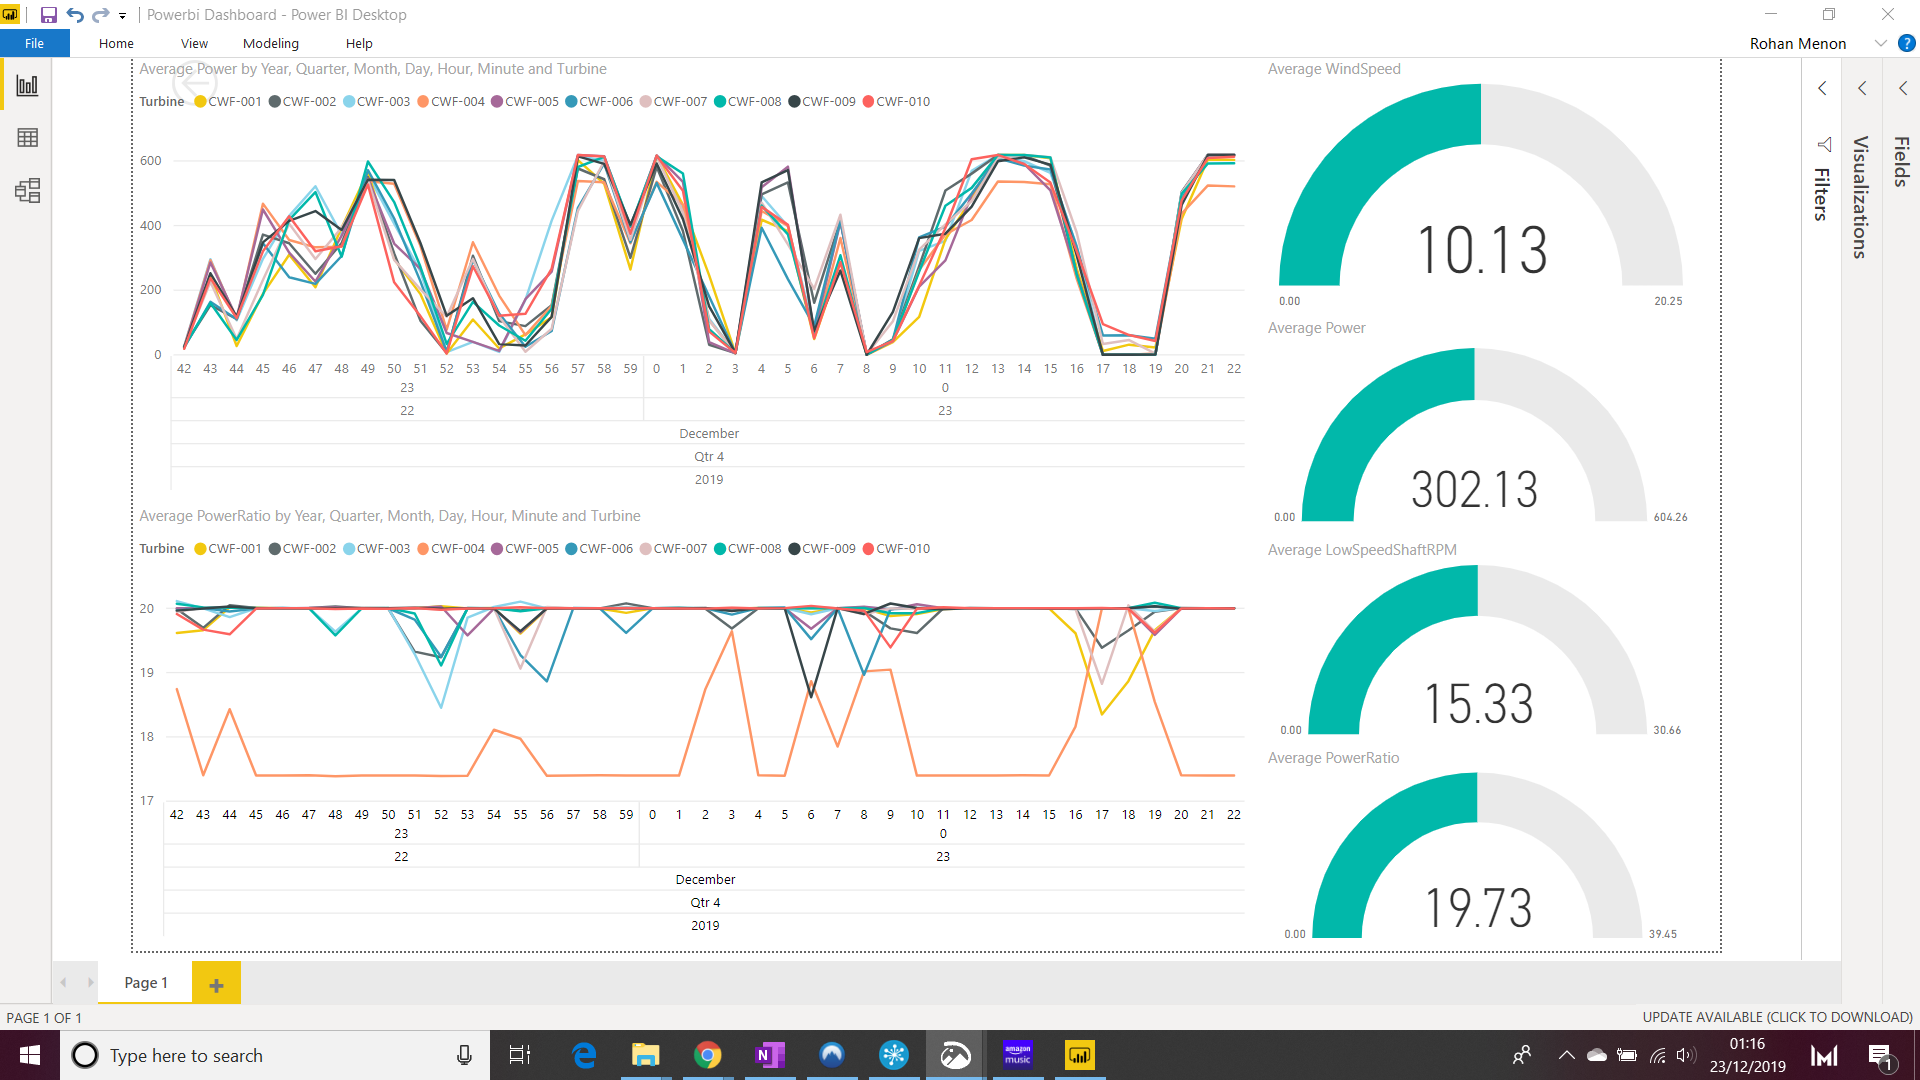 Powerbi Dashboard - Power BI Desktop
File Home View Modeling Help Rohan Menon ?
Average Power by Year, Quarter, Month, Day, Hour, Minute and Turbine
Turbine CWF-001 CWF-002 CWF-003 CWF-004 CWF-005 CWF-006 CWF-007 CWF-008 CWF-009 CWF-010
600
400
200
0
42 43 44 45 46 47 48 49 50 51 52 53 54 55 56 57 58 59 0 1 2 3 4 5 6 7 8 9 10 11 12 13 14 15 16 17 18 19 20 21 22
23 0
22 23
December
Qtr 4
2019
Average PowerRatio by Year, Quarter, Month, Day, Hour, Minute and Turbine
Turbine CWF-001 CWF-002 CWF-003 CWF-004 CWF-005 CWF-006 CWF-007 CWF-008 CWF-009 CWF-010
20
19
18
17
42 43 44 45 46 47 48 49 50 51 52 53 54 55 56 57 58 59 0 1 2 3 4 5 6 7 8 9 10 11 12 13 14 15 16 17 18 19 20 21 22
23 0
22 23
December
Qtr 4
2019
Average WindSpeed
10.13
0.00 20.25
Average Power
302.13
0.00 604.26
Average LowSpeedShaftRPM
15.33
0.00 30.66
Average PowerRatio
19.73
0.00 39.45
Filters
Visualizations
Fields
Page 1
PAGE 1 OF 1 UPDATE AVAILABLE (CLICK TO DOWNLOAD)
Type here to search
N
amazon music
01:16
23/12/2019
1